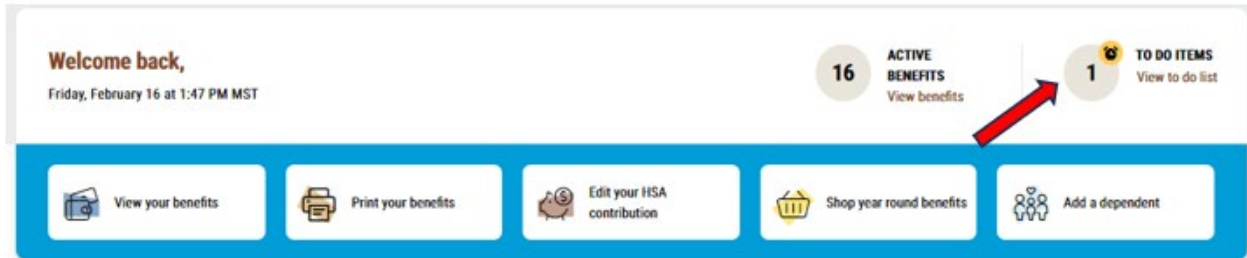 Welcome back,
Friday, February 16 at 1:47 PM MST
16
ACTIVE
BENEFITS
View benefits
1
TO DO ITEMS
View to do list
View your benefits
Print your benefits
Edit your HSA
contribution
Shop year round benefits
Add a dependent